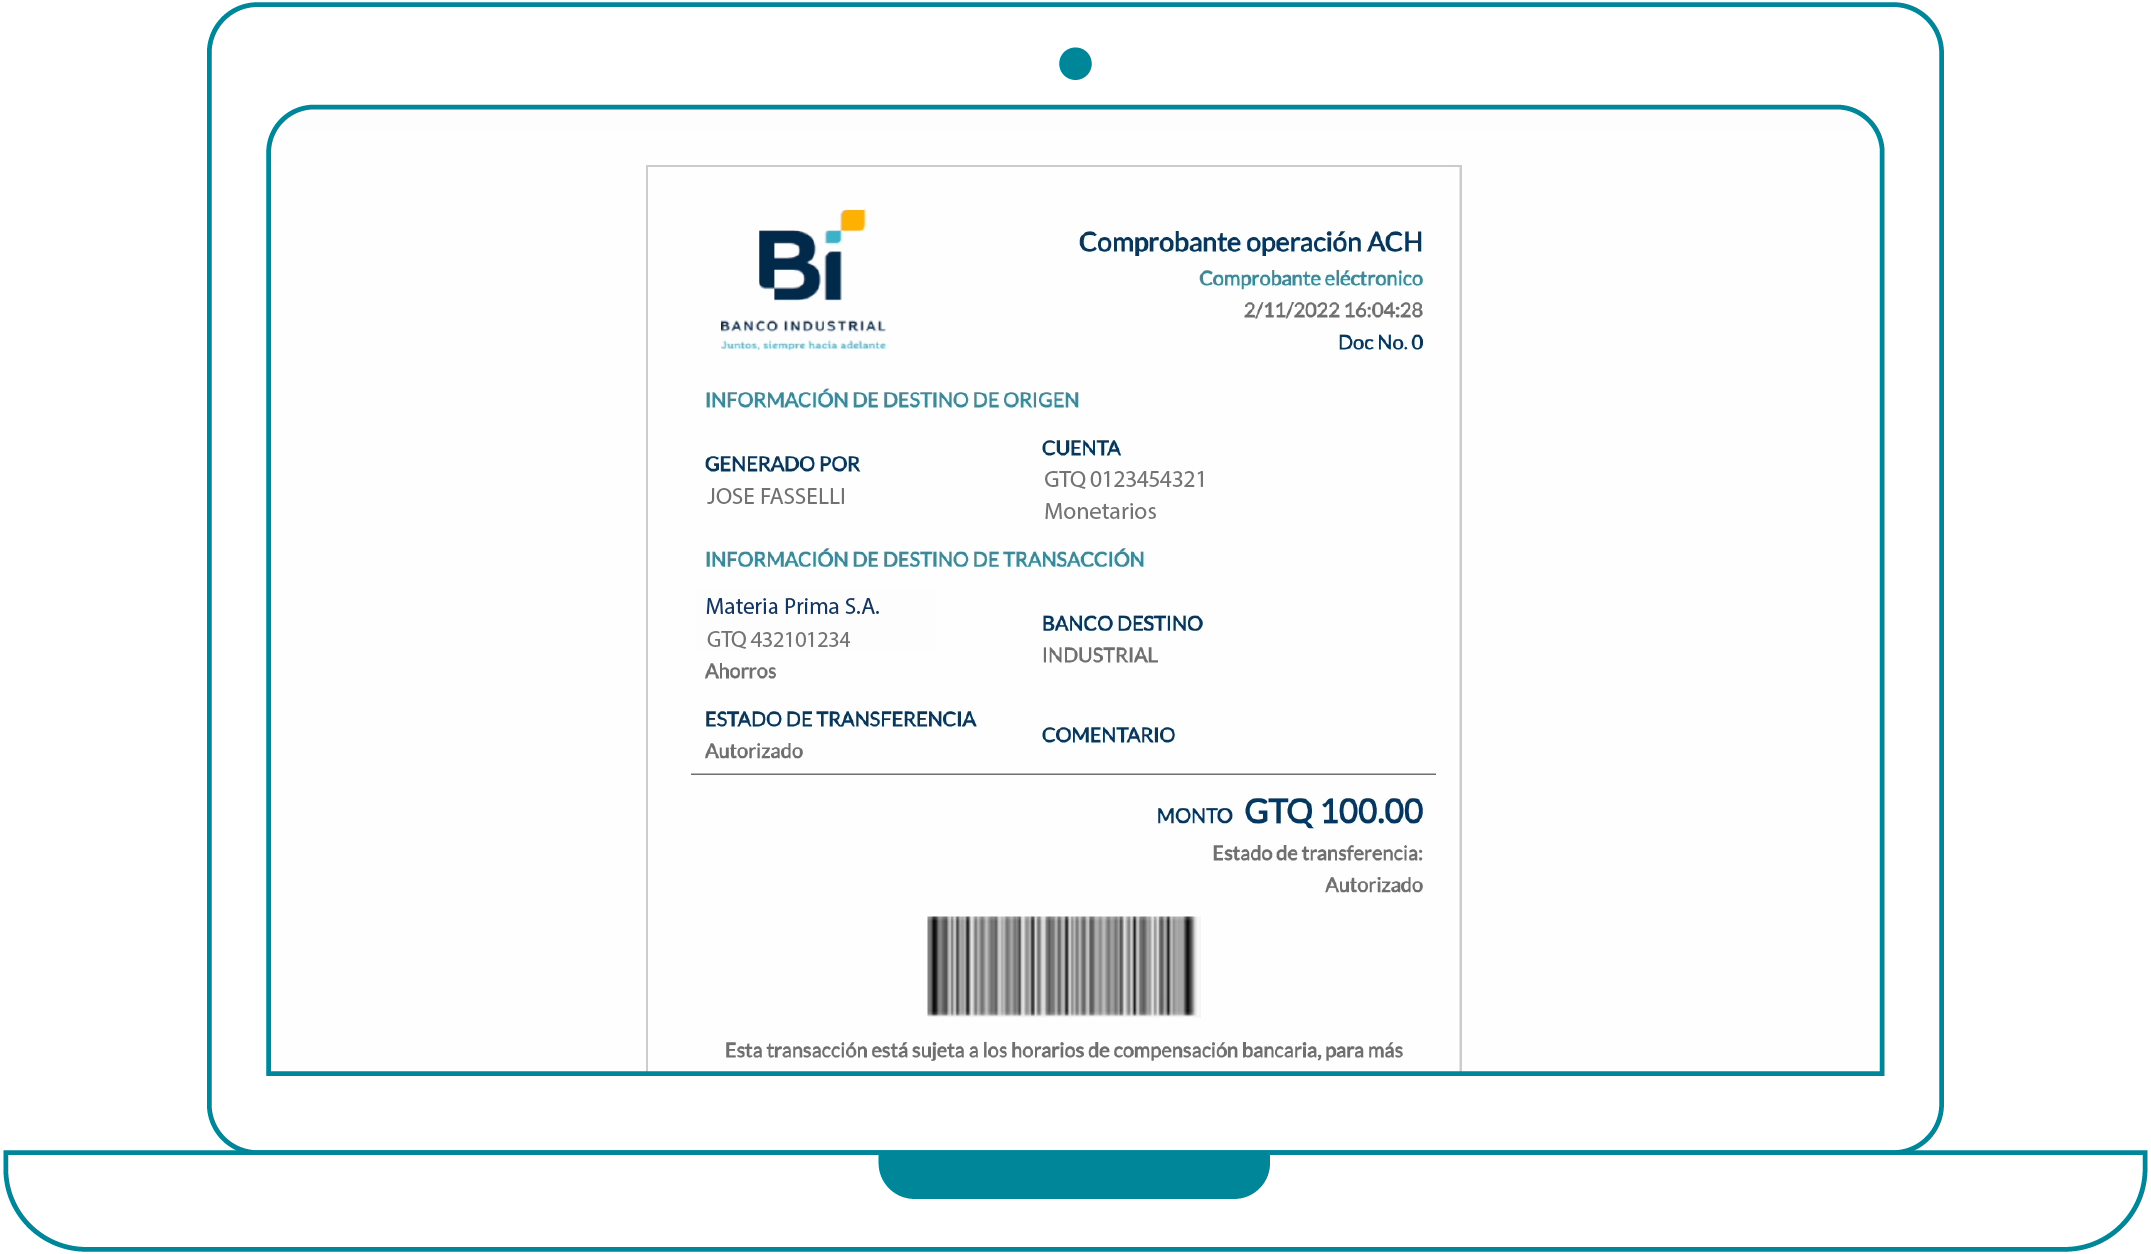 Bi
BANCO INDUSTRIAL
Juntos, siempre hacia adelante
Comprobante operación ACH
Comprobante eléctronico
2/11/2022 16:04:28
Doc No. 0
INFORMACIÓN DE DESTINO DE ORIGEN
GENERADO POR
JOSE FASSELLI
CUENTA
GTQ 0123454321
Monetarios
INFORMACIÓN DE DESTINO DE TRANSACCIÓN
Materia Prima S.A.
GTQ 432101234
Ahorros
BANCO DESTINO
INDUSTRIAL
ESTADO DE TRANSFERENCIA
Autorizado
COMENTARIO
MONTO GTQ 100.00
Estado de transferencia:
Autorizado
Esta transacción está sujeta a los horarios de compensación bancaria, para más